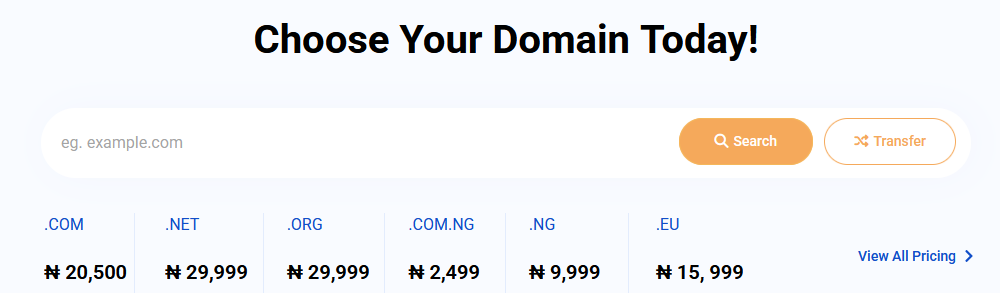 Choose Your Domain Today!
eg. example.com
Search
Transfer
.COM
.NET
.ORG
.COM.NG
.NG
.EU
₦ 20,500
₦ 29,999
₦ 29,999
₦ 2,499
₦ 9,999
₦ 15, 999
View All Pricing